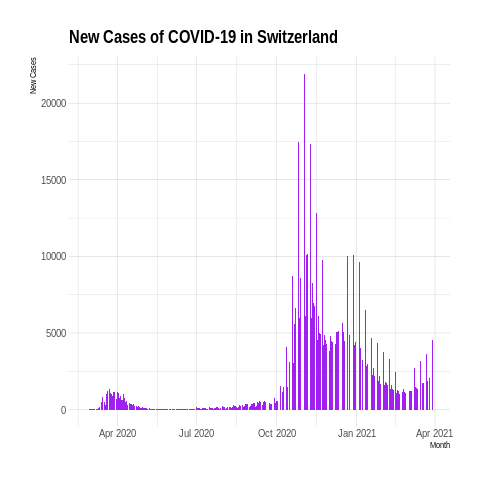 New Cases of COVID-19 in Switzerland
New Cases
20000
15000
10000
5000
0
Apr 2020 Jul 2020 Oct 2020 Jan 2021 Apr 2021
Month